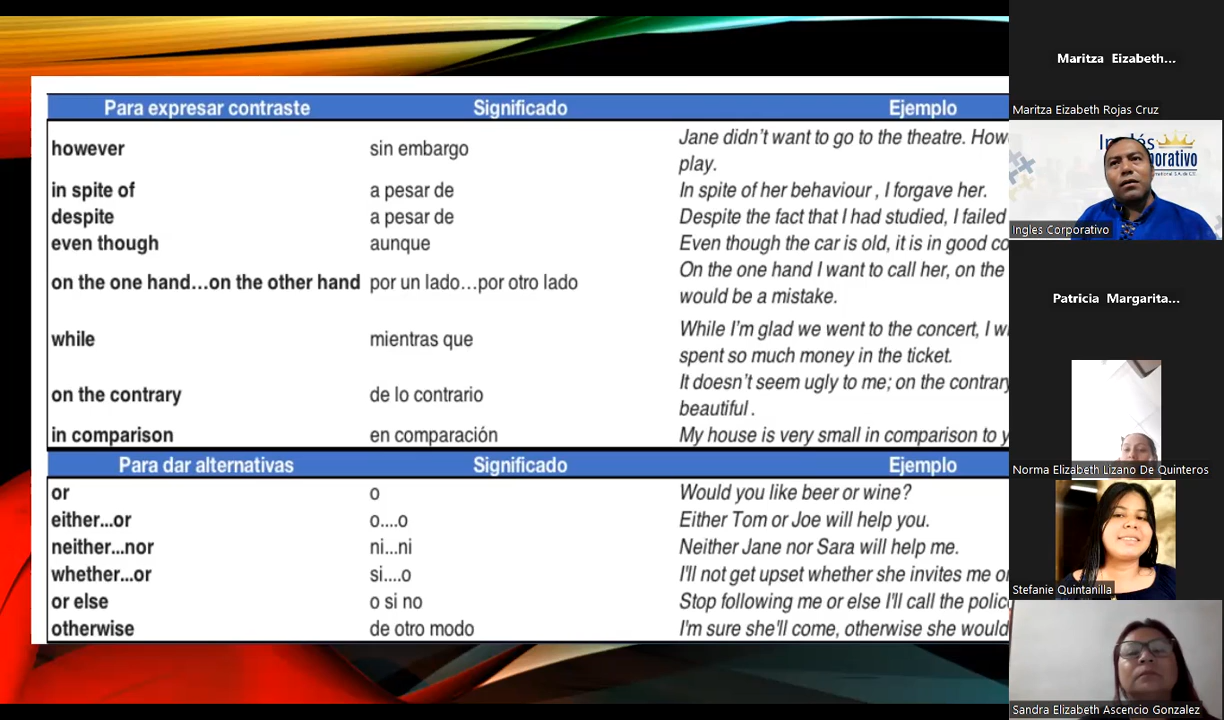 Para expresar contraste Significado Ejemplo
however sin embargo Jane didn't want to go to the theatre.
play.
in spite of a pesar de In spite of her behaviour , I forgave her.
despite a pesar de Despite the fact that I had studied, I failed
even though aunque Even though the car is old, it is in good
on the one hand...on the other hand por un lado...por otro lado On the one hand I want to call her, on the
would be a mistake.
while mientras que While I'm glad we went to the concert, I
spent so much money in the ticket.
on the contrary de lo contrario It doesn't seem ugly to me; on the contrary
beautiful .
in comparison en comparación My house is very small in comparison to
Para dar alternativas Significado Ejemplo
or o Would you like beer or wine?
either...or o....o Either Tom or Joe will help you.
neither...nor ni...ni Neither Jane nor Sara will help me.
whether...or si....o I'll not get upset whether she invites me
or else o si no Stop following me or else I'll call the
otherwise de otro modo I'm sure she'll come, otherwise she would
Maritza Eizabeth...
Maritza Eizabeth Rojas Cruz
Ingles Corporativo
Patricia Margarita...
Norma Elizabeth Lizano De Quinteros
Stefanie Quintanilla
Sandra Elizabeth Ascencio Gonzalez